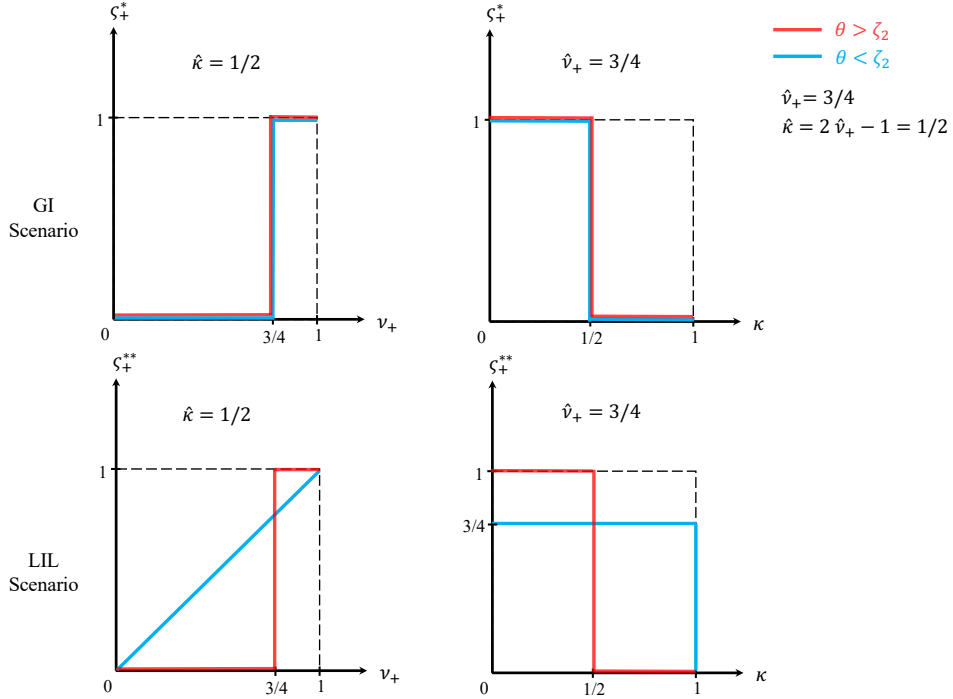 ς₊*
κ̂ = 1/2
1
0
3/4
1
ν₊
GI
Scenario
ς₊*
ν̂₊ = 3/4
1
0
1/2
1
κ
θ > ζ₂
θ < ζ₂
ν̂₊ = 3/4
κ̂ = 2 ν̂₊ − 1 = 1/2
ς₊**
κ̂ = 1/2
1
0
3/4
1
ν₊
LIL
Scenario
ς₊**
ν̂₊ = 3/4
1
3/4
0
1/2
1
κ